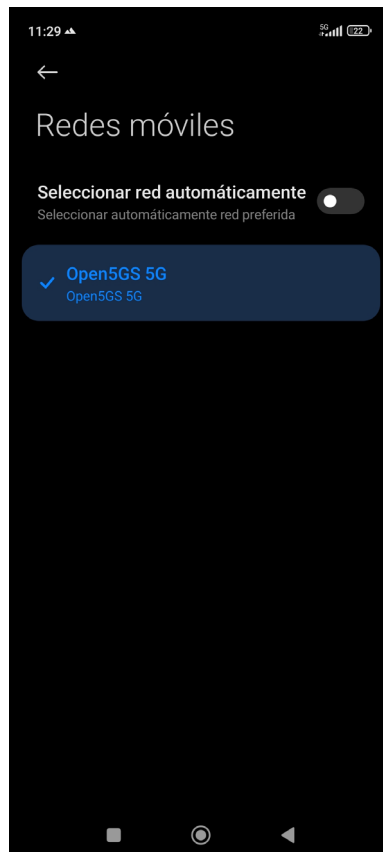 11:29
5G
22
Redes móviles
Seleccionar red automáticamente
Seleccionar automáticamente red preferida
Open5GS 5G
Open5GS 5G